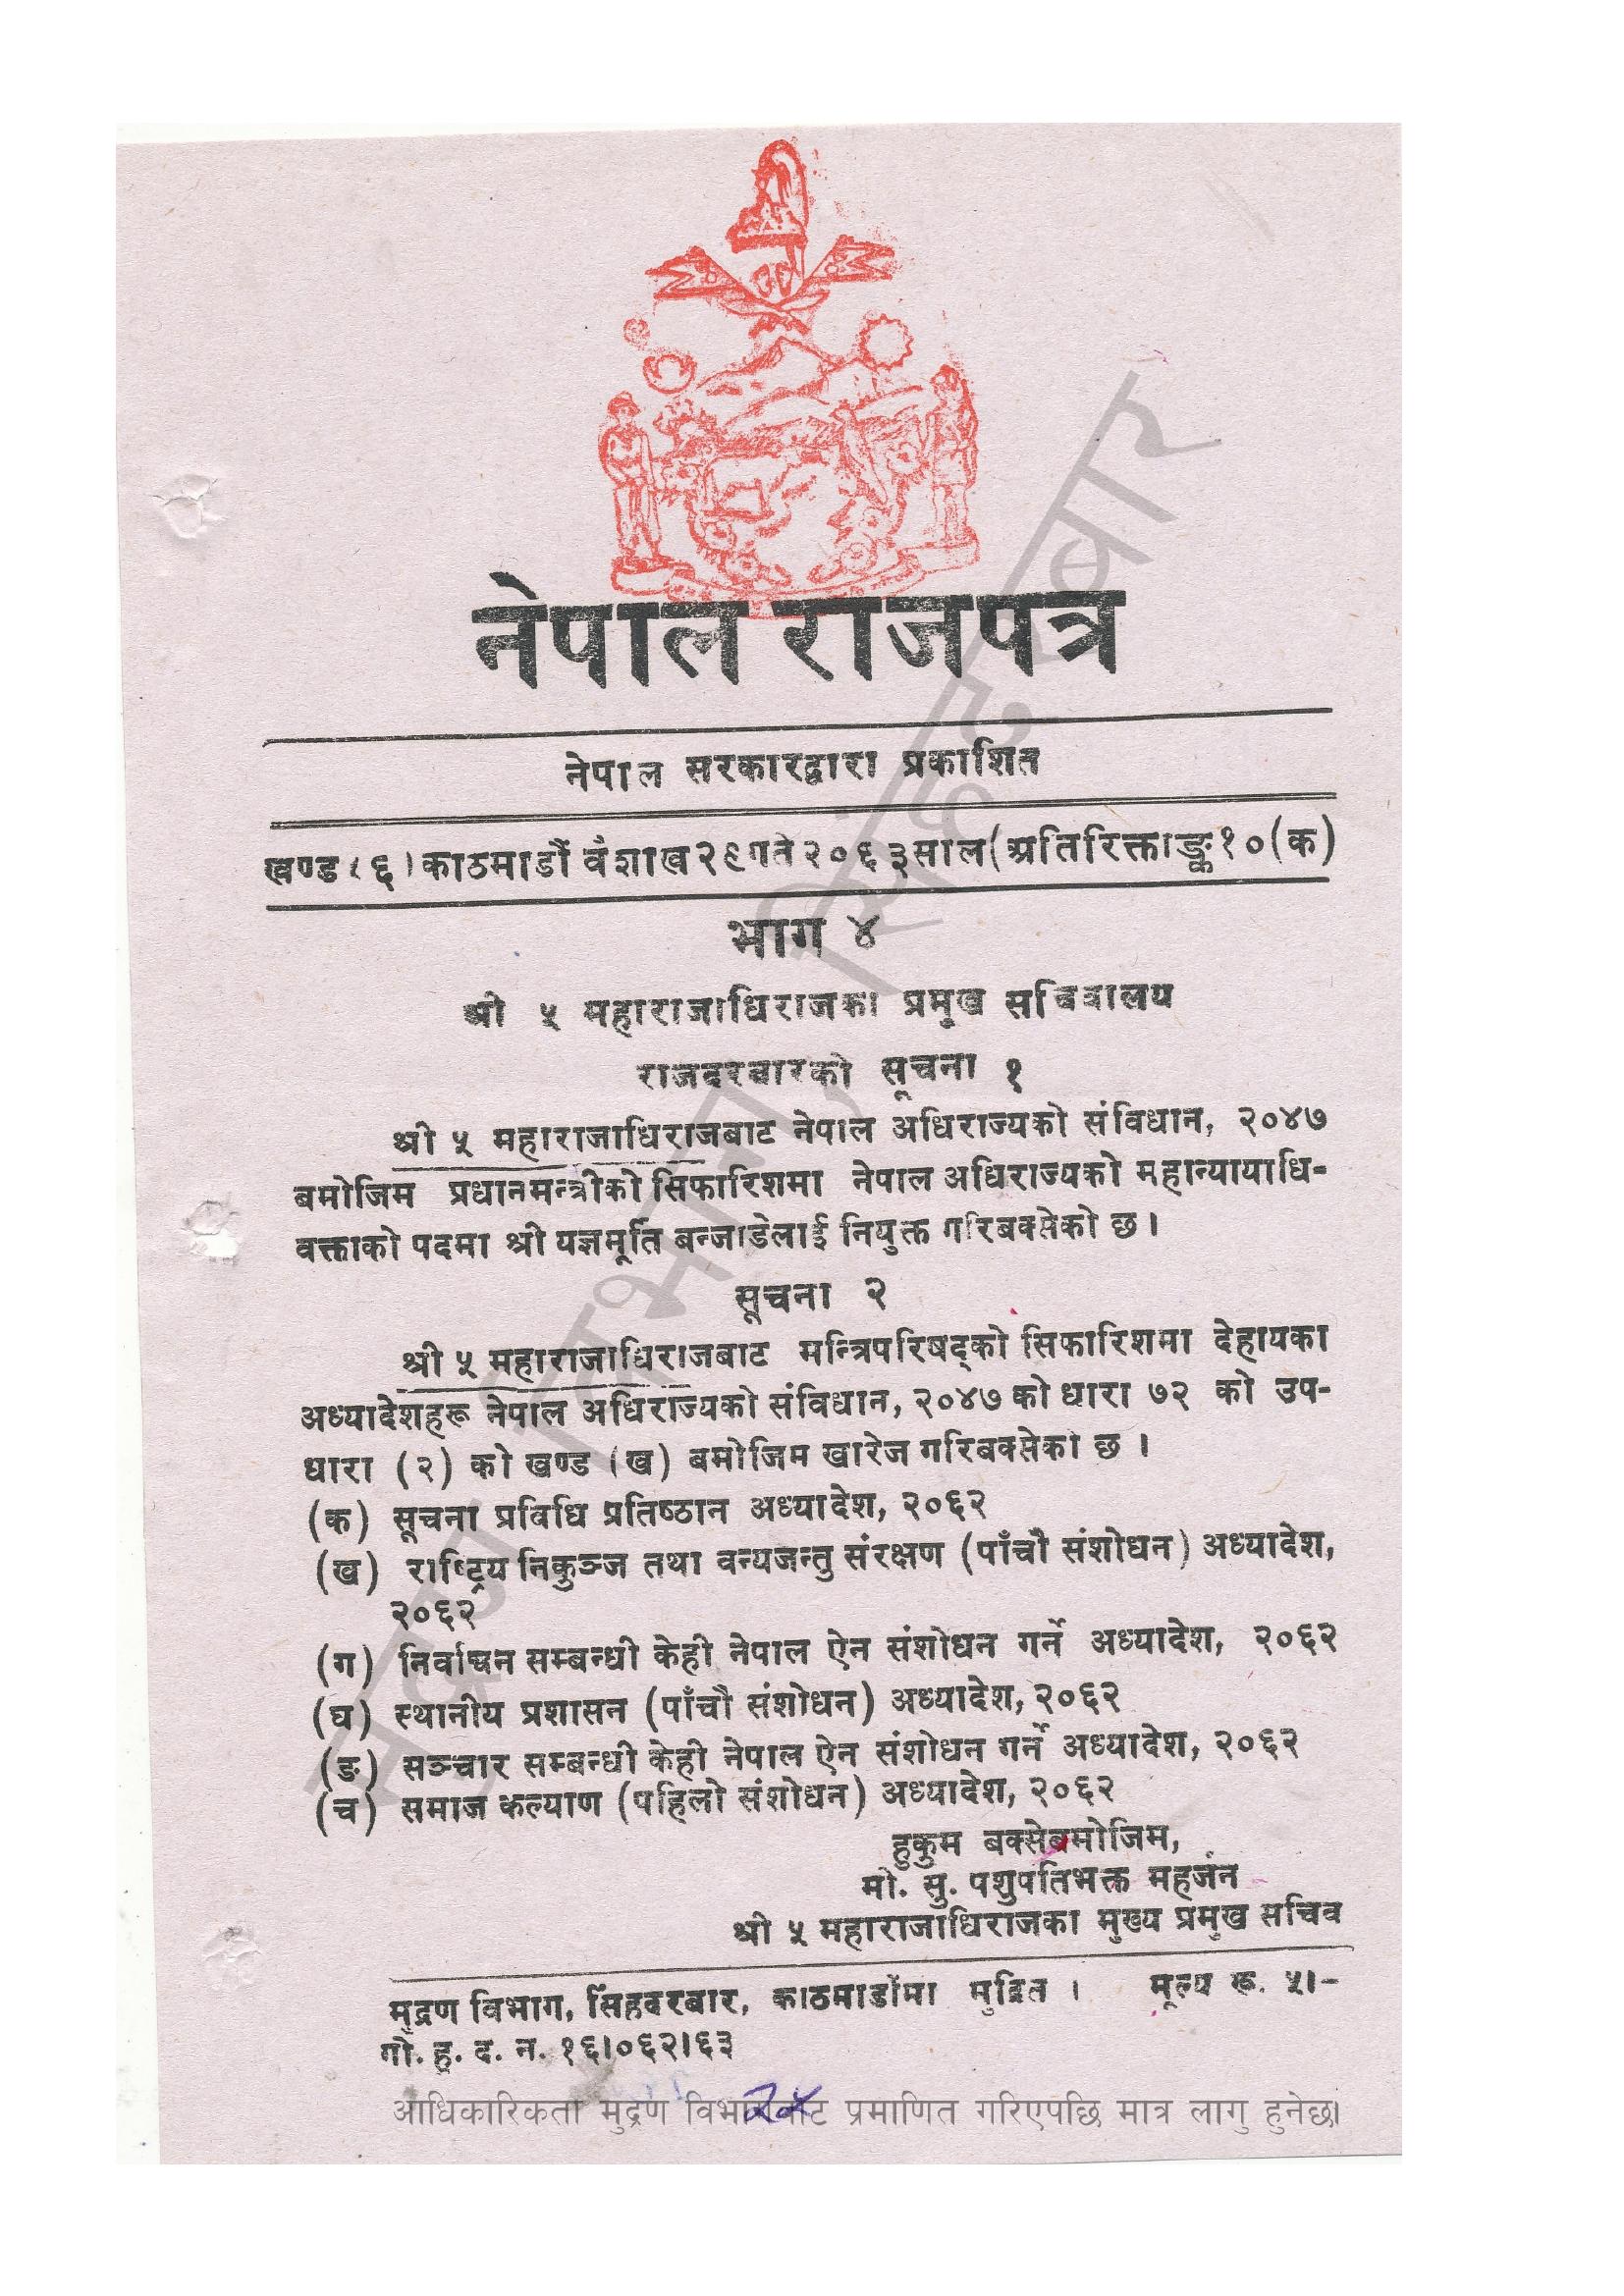 नेपाल राजपत्र
नेपाल सरकारद्वारा प्रकाशित
खण्ड (६) काठमाडौं वैशाख २९ गते २०६३ साल (अतिरिक्ताङ्क १० (क)
भाग ४
श्री ५ महाराजाधिराजका प्रमुख सचिवालय
राजदरबारको सूचना १
श्री ५ महाराजाधिराजबाट नेपाल अधिराज्यको संविधान, २०४७
बमोजिम प्रधानमन्त्रीको सिफारिशमा नेपाल अधिराज्यको महान्यायाधि-
वक्ताको पदमा श्री यज्ञमूर्ति बन्जाडेलाई नियुक्त गरिबक्सेको छ ।
सूचना २
श्री ५ महाराजाधिराजबाट मन्त्रिपरिषद्को सिफारिशमा देहायका
अध्यादेशहरू नेपाल अधिराज्यको संविधान, २०४७ को धारा ७२ को उप-
धारा (२) को खण्ड (ख) बमोजिम खारेज गरिबक्सेको छ ।
(क) सूचना प्रविधि प्रतिष्ठान अध्यादेश, २०६२
(ख) राष्ट्रिय निकुञ्ज तथा वन्यजन्तु संरक्षण (पाँचौ संशोधन) अध्यादेश,
२०६२
(ग) निर्वाचन सम्बन्धी केही नेपाल ऐन संशोधन गर्ने अध्यादेश, २०६२
(घ) स्थानीय प्रशासन (पाँचौ संशोधन) अध्यादेश, २०६२
(ङ) सञ्चार सम्बन्धी केही नेपाल ऐन संशोधन गर्ने अध्यादेश, २०६२
(च) समाज कल्याण (पहिलो संशोधन) अध्यादेश, २०६२
हुकुम बक्सेबमोजिम,
मो. सु. पशुपतिभक्त महर्जन
श्री ५ महाराजाधिराजका मुख्य प्रमुख सचिव
मुद्रण विभाग, सिंहदरबार, काठमाडौंमा मुद्रित । मूल्य रू. ५।-
गो. हु. द. न. १६।०६२।६३
२५
आधिकारिकता मुद्रण विभागबाट प्रमाणित गरिएपछि मात्र लागु हुनेछ।
मुद्रण विभाग, सिंहदरबार